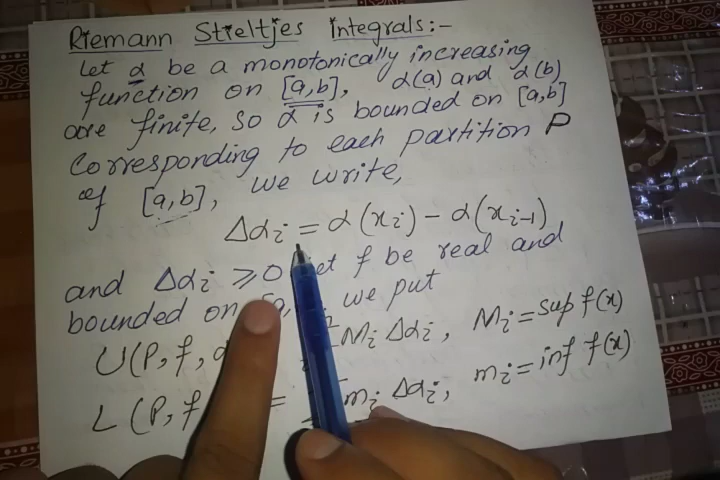 Riemann Stieltjes Integrals:-
Let α be a monotonically increasing
function on [a,b], α(a) and α(b)
are finite, so α is bounded on [a,b]
Corresponding to each partition P
of [a,b], we write,
Δαi = α(xi) - α(xi-1)
and Δαi ≥ 0 let f be real and
bounded on [a, we put
U(P, f, α Mi Δαi, Mi = sup f(x)
L(P, f = mi Δαi, mi = inf f(x)